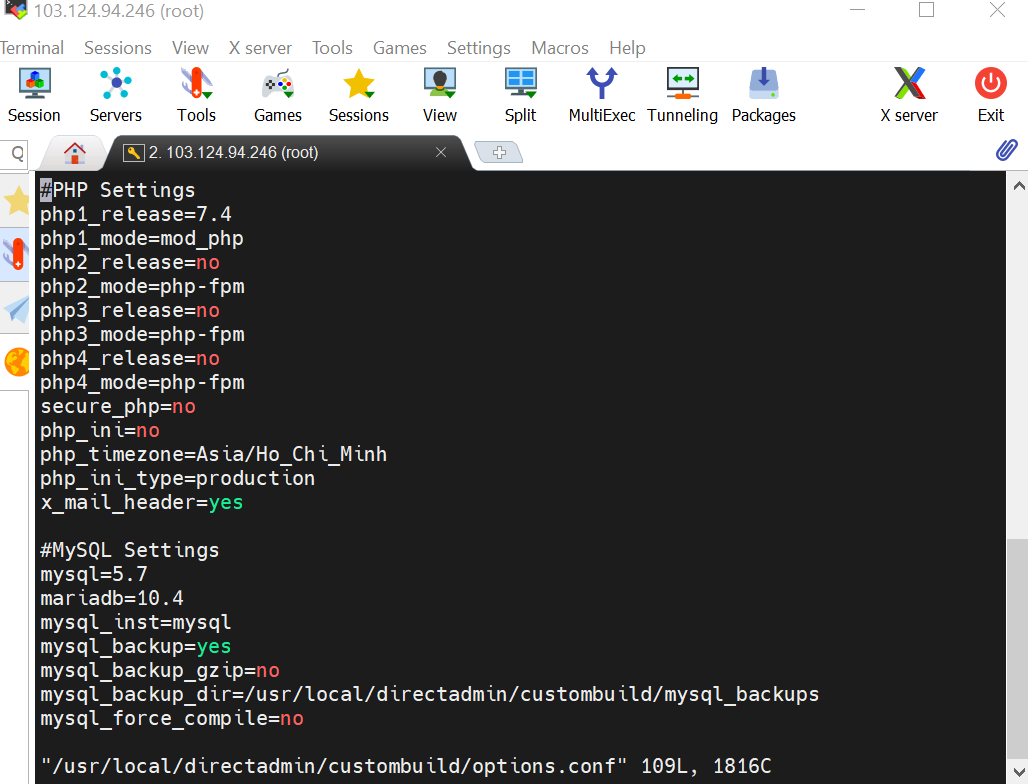 103.124.94.246 (root)
Terminal Sessions View X server Tools Games Settings Macros Help
Session Servers Tools Games Sessions View Split MultiExec Tunneling Packages X server Exit
2. 103.124.94.246 (root)
#PHP Settings
php1_release=7.4
php1_mode=mod_php
php2_release=no
php2_mode=php-fpm
php3_release=no
php3_mode=php-fpm
php4_release=no
php4_mode=php-fpm
secure_php=no
php_ini=no
php_timezone=Asia/Ho_Chi_Minh
php_ini_type=production
x_mail_header=yes
#MySQL Settings
mysql=5.7
mariadb=10.4
mysql_inst=mysql
mysql_backup=yes
mysql_backup_gzip=no
mysql_backup_dir=/usr/local/directadmin/custombuild/mysql_backups
mysql_force_compile=no
"/usr/local/directadmin/custombuild/options.conf" 109L, 1816C